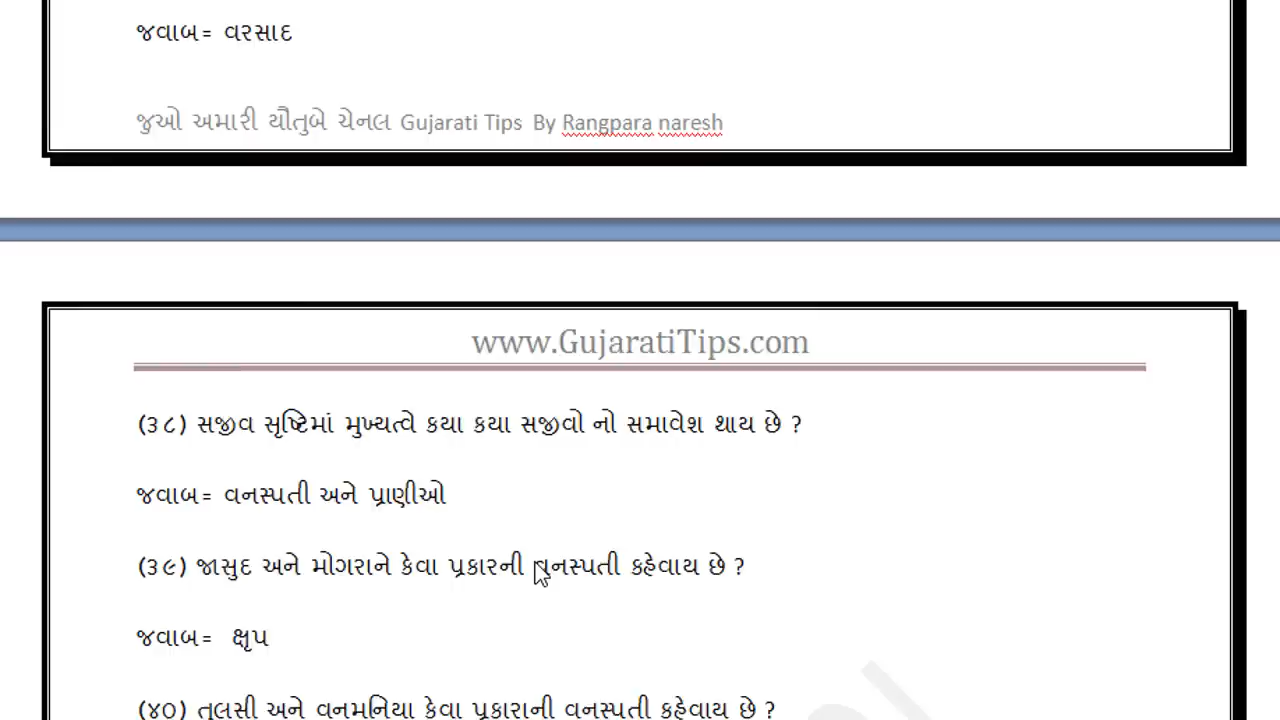 જવાબ= વરસાદ
જુઓ અમારી યૌતુબે ચેનલ Gujarati Tips By Rangpara naresh
www.GujaratiTips.com
(૩૮) સજીવ સૃષ્ટિમાં મુખ્યત્વે કયા કયા સજીવો નો સમાવેશ થાય છે ?
જવાબ= વનસ્પતી અને પ્રાણીઓ
(૩૯) જાસુદ અને મોગરાને કેવા પ્રકારની વનસ્પતી કહેવાય છે ?
જવાબ= ક્ષૃપ
(૪૦) તુલસી અને વનમનિયા કેવા પ્રકારાની વનસ્પતી કહેવાય છે ?